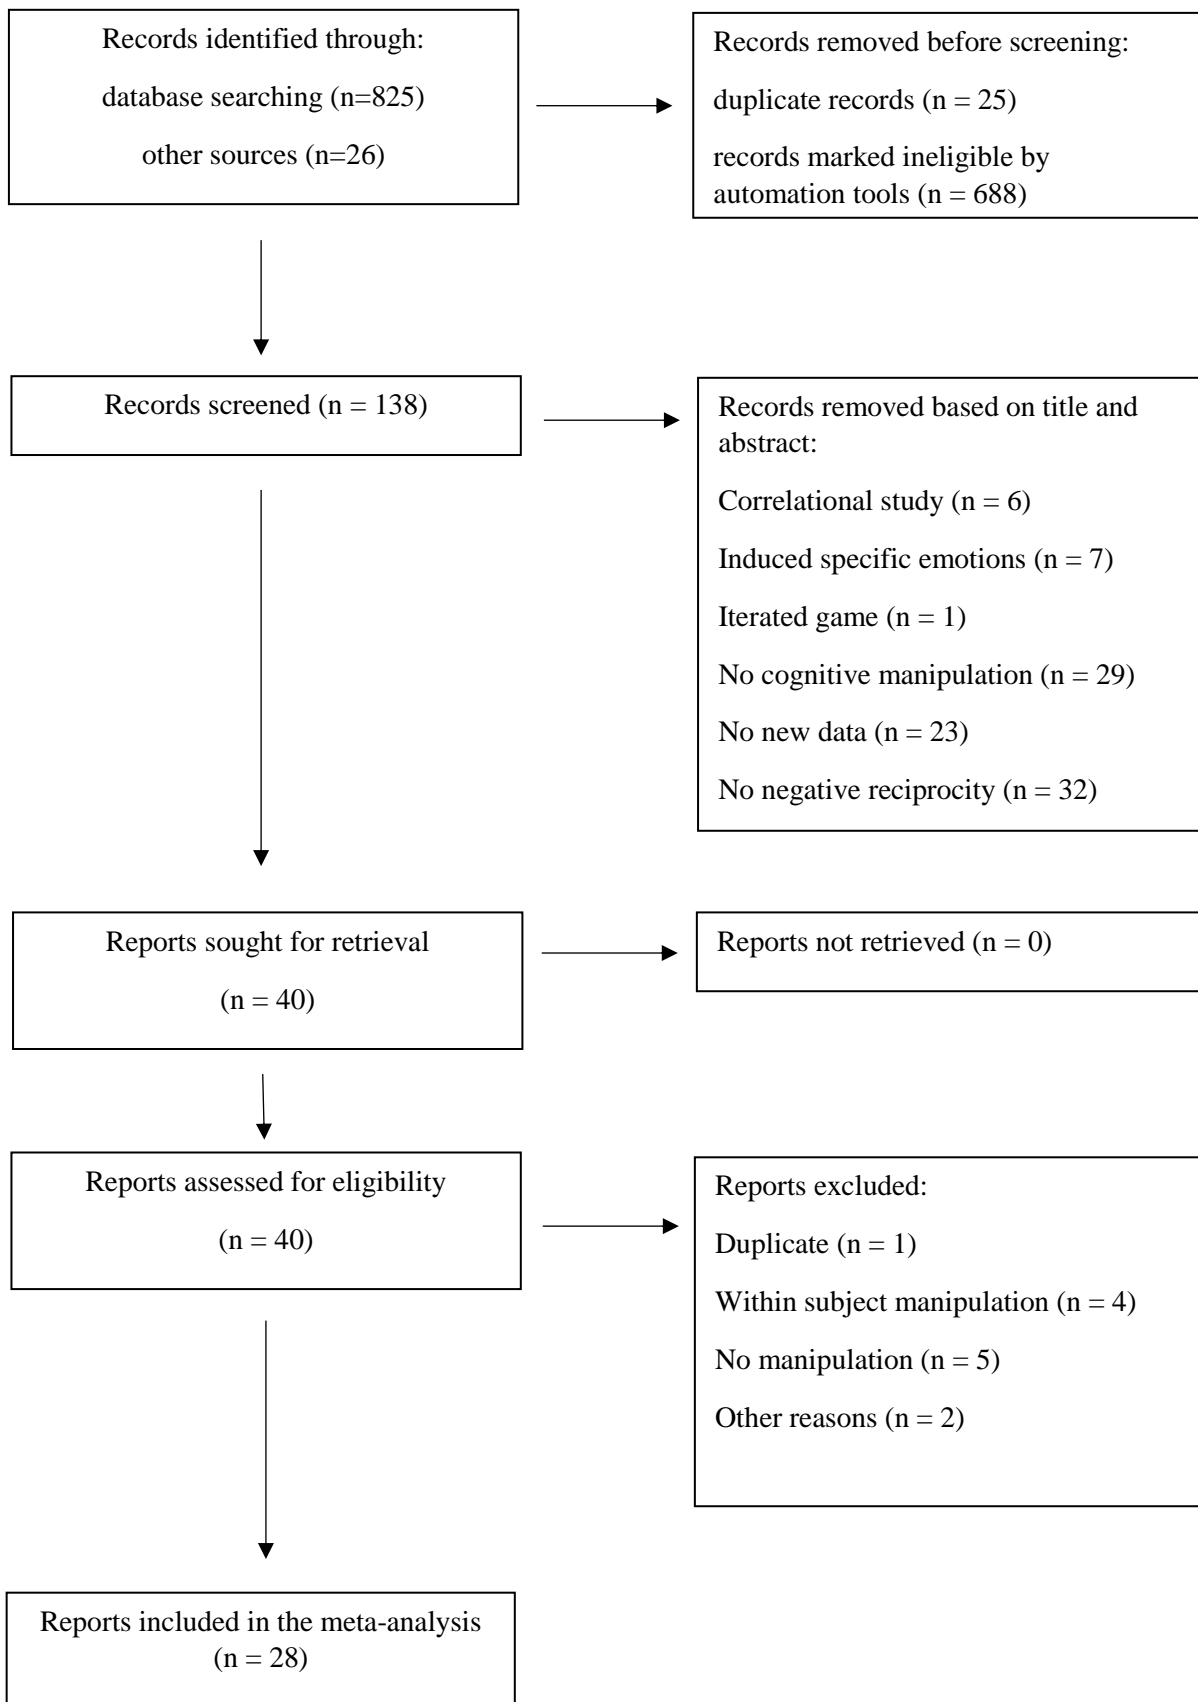 Records identified through:
database searching (n=825)
other sources (n=26)
Records removed before screening:
duplicate records (n = 25)
records marked ineligible by
automation tools (n = 688)
Records screened (n = 138)
Records removed based on title and
abstract:
Correlational study (n = 6)
Induced specific emotions (n = 7)
Iterated game (n = 1)
No cognitive manipulation (n = 29)
No new data (n = 23)
No negative reciprocity (n = 32)
Reports sought for retrieval
(n = 40)
Reports not retrieved (n = 0)
Reports assessed for eligibility
(n = 40)
Reports excluded:
Duplicate (n = 1)
Within subject manipulation (n = 4)
No manipulation (n = 5)
Other reasons (n = 2)
Reports included in the meta-analysis
(n = 28)